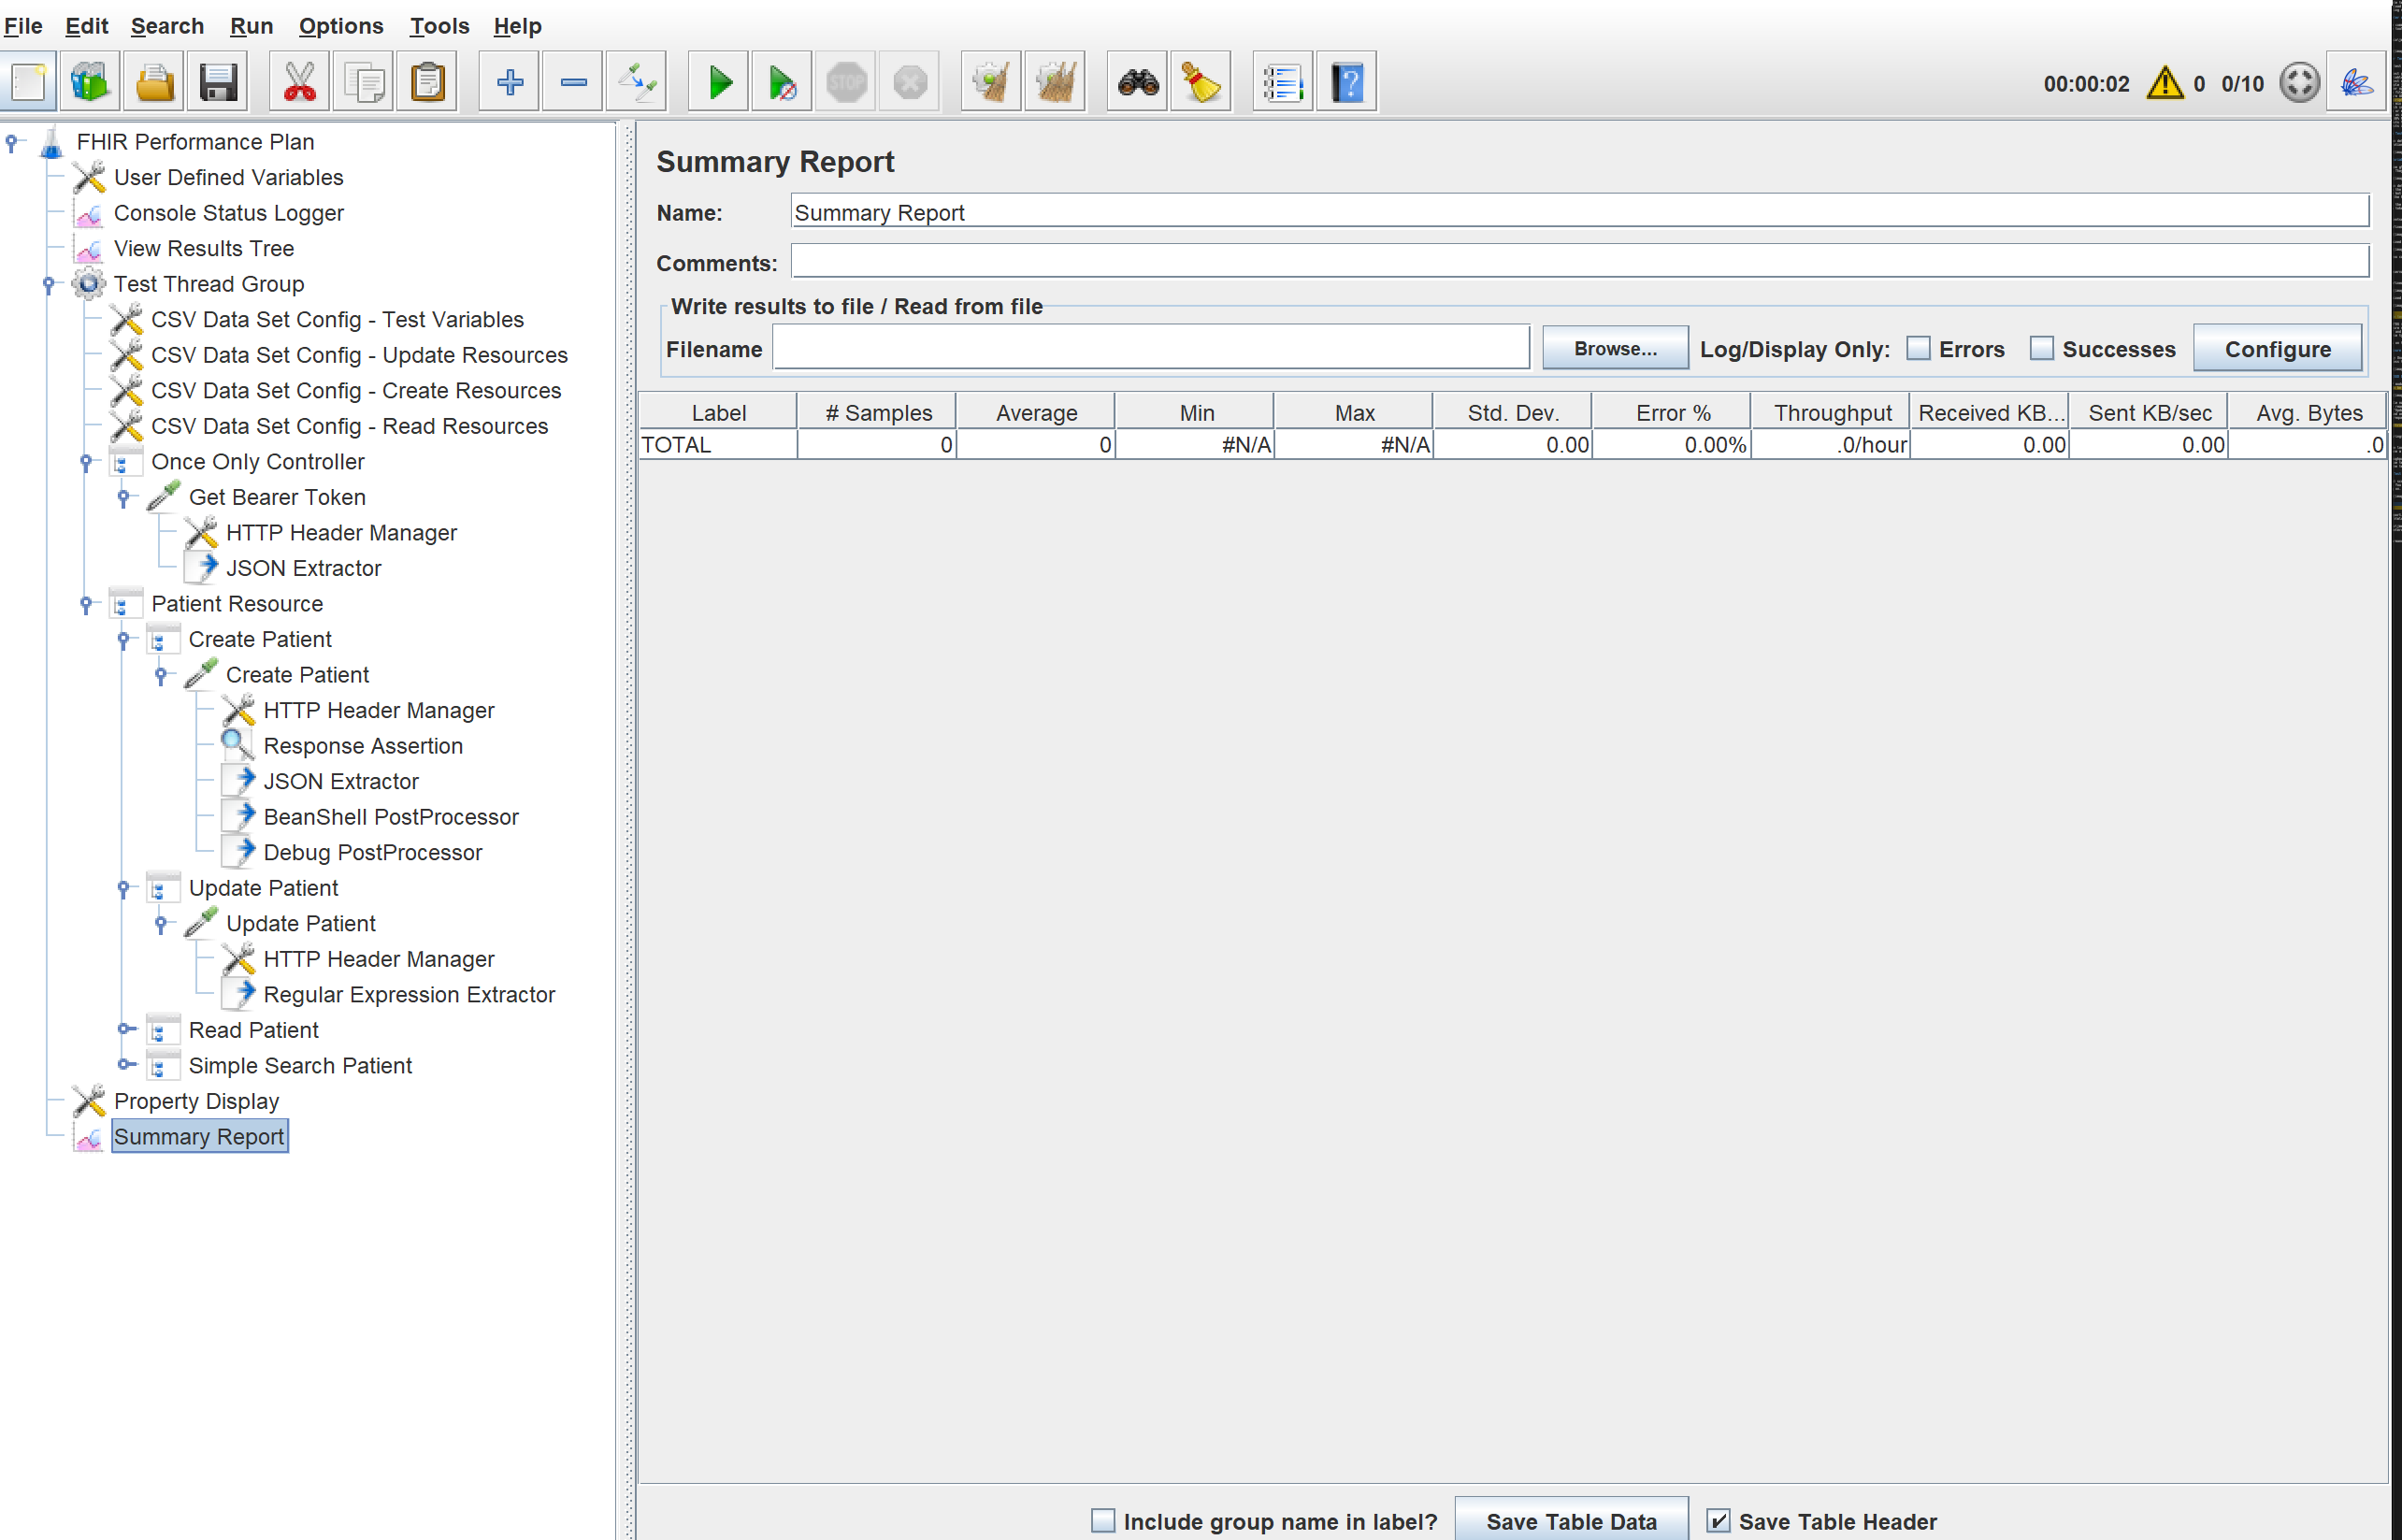 File Edit Search Run Options Tools Help
STOP
00:00:02 0 0/10
FHIR Performance Plan
User Defined Variables
Console Status Logger
View Results Tree
Test Thread Group
CSV Data Set Config - Test Variables
CSV Data Set Config - Update Resources
CSV Data Set Config - Create Resources
CSV Data Set Config - Read Resources
Once Only Controller
Get Bearer Token
HTTP Header Manager
JSON Extractor
Patient Resource
Create Patient
Create Patient
HTTP Header Manager
Response Assertion
JSON Extractor
BeanShell PostProcessor
Debug PostProcessor
Update Patient
Update Patient
HTTP Header Manager
Regular Expression Extractor
Read Patient
Simple Search Patient
Property Display
Summary Report
Summary Report
Name: Summary Report
Comments:
Write results to file / Read from file
Filename Browse... Log/Display Only: Errors Successes Configure
Label # Samples Average Min Max Std. Dev. Error % Throughput Received KB... Sent KB/sec Avg. Bytes
TOTAL 0 0 #N/A #N/A 0.00 0.00% .0/hour 0.00 0.00 .0
Include group name in label? Save Table Data Save Table Header